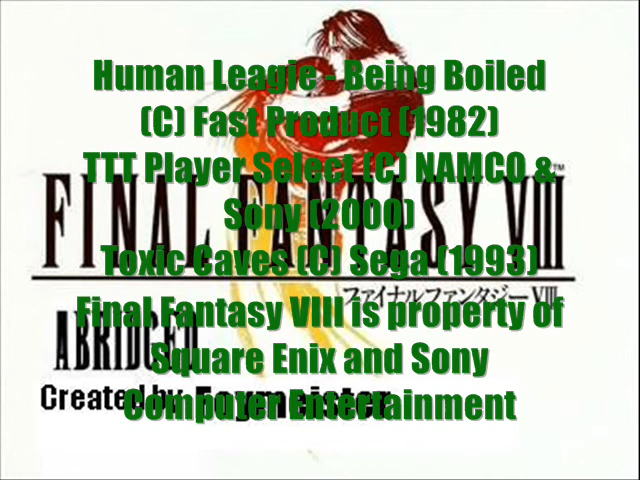 Human Leagie - Being Boiled
(C) Fast Product (1982)
TTT Player Select (C) NAMCO &
Sony (2000)
Toxic Caves (C) Sega (1993)
Final Fantasy VIII is property of
Square Enix and Sony
Computer Entertainment
FINAL FANTASY VIII
TM
ファイナルファンタジーVIII
ABRIDGED
Created by